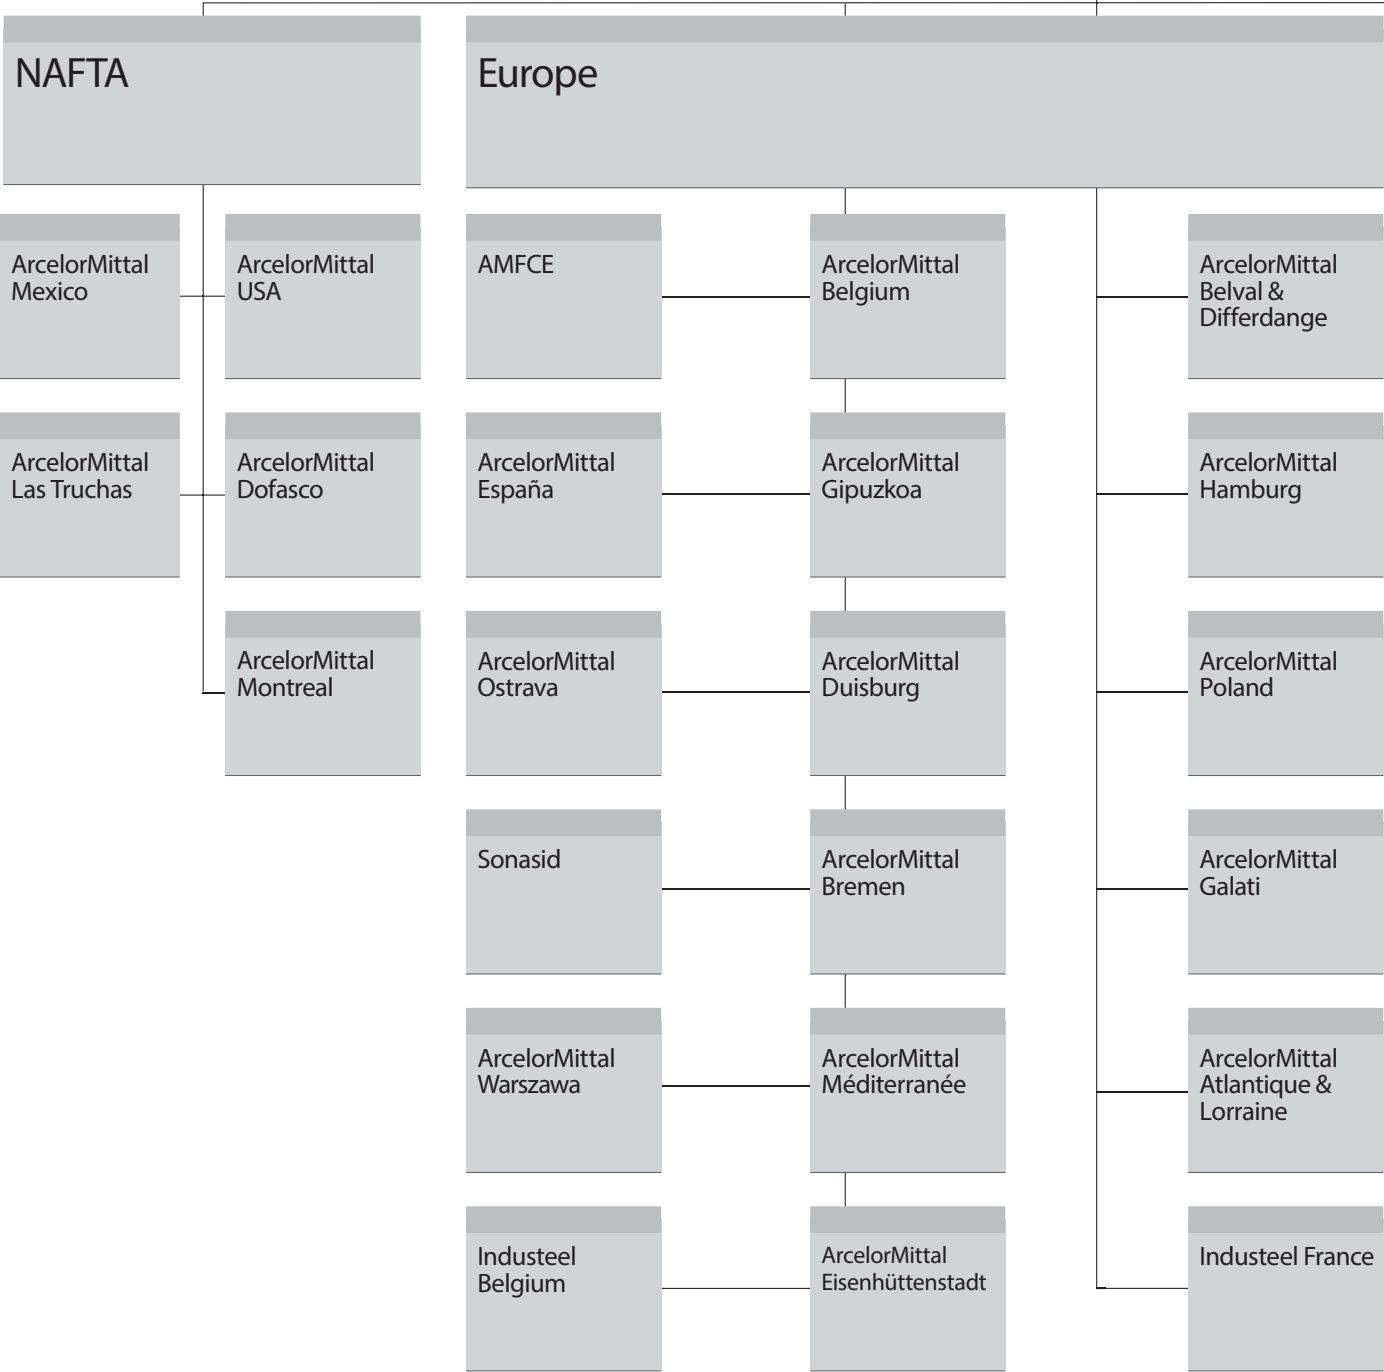 NAFTA
Europe
ArcelorMittal
Mexico
ArcelorMittal
USA
AMFCE
ArcelorMittal
Belgium
ArcelorMittal
Belval &
Differdange
ArcelorMittal
Las Truchas
ArcelorMittal
Dofasco
ArcelorMittal
España
ArcelorMittal
Gipuzkoa
ArcelorMittal
Hamburg
ArcelorMittal
Montreal
ArcelorMittal
Ostrava
ArcelorMittal
Duisburg
ArcelorMittal
Poland
Sonasid
ArcelorMittal
Bremen
ArcelorMittal
Galati
ArcelorMittal
Warszawa
ArcelorMittal
Méditerranée
ArcelorMittal
Atlantique &
Lorraine
Industeel
Belgium
ArcelorMittal
Eisenhüttenstadt
Industeel France